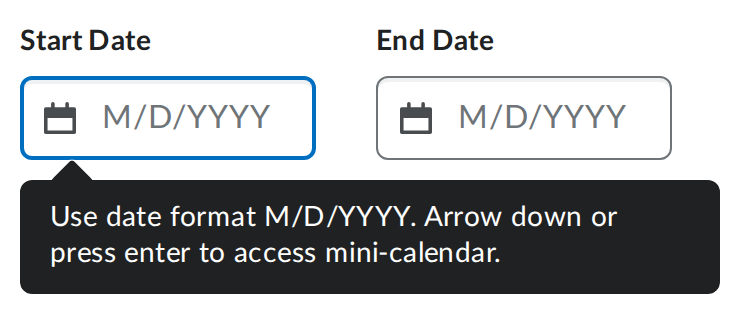 Start Date
End Date
M/D/YYYY
M/D/YYYY
Use date format M/D/YYYY. Arrow down or
press enter to access mini-calendar.